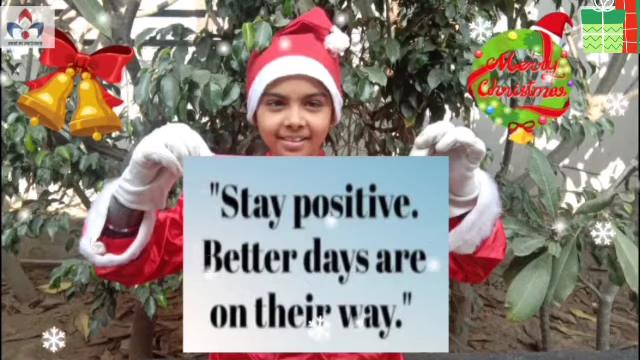 Merry
Christmas
"Stay positive.
Better days are
on their way."